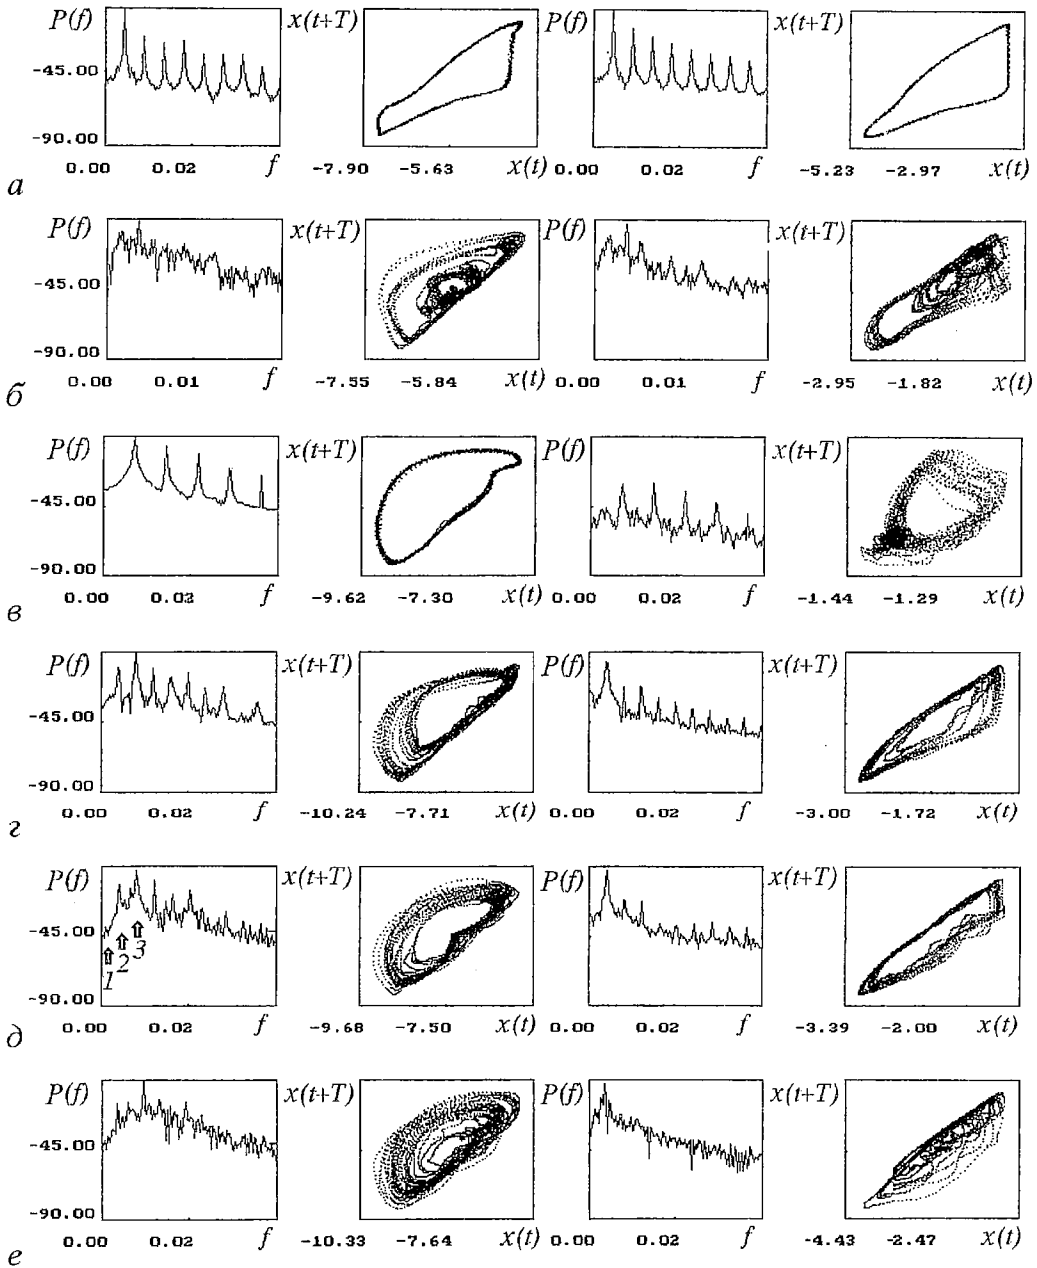 P(f) x(t+T) P(f) x(t+T)
-45.00
-90.00
0.00 0.02 f -7.90 -5.63 x(t) 0.00 0.02 f -5.23 -2.97 x(t)
а
P(f) x(t+T) P(f) x(t+T)
-45.00
-90.00
0.00 0.01 f -7.55 -5.84 x(t) 0.00 0.01 f -2.95 -1.82 x(t)
б
P(f) x(t+T) P(f) x(t+T)
-45.00
-90.00
0.00 0.02 f -9.62 -7.30 x(t) 0.00 0.02 f -1.44 -1.29 x(t)
в
P(f) x(t+T) P(f) x(t+T)
-45.00
-90.00
0.00 0.02 f -10.24 -7.71 x(t) 0.00 0.02 f -3.00 -1.72 x(t)
г
P(f) x(t+T) P(f) x(t+T)
-45.00
1 2 3
-90.00
0.00 0.02 f -9.68 -7.50 x(t) 0.00 0.02 f -3.39 -2.00 x(t)
д
P(f) x(t+T) P(f) x(t+T)
-45.00
-90.00
0.00 0.02 f -10.33 -7.64 x(t) 0.00 0.02 f -4.43 -2.47 x(t)
е